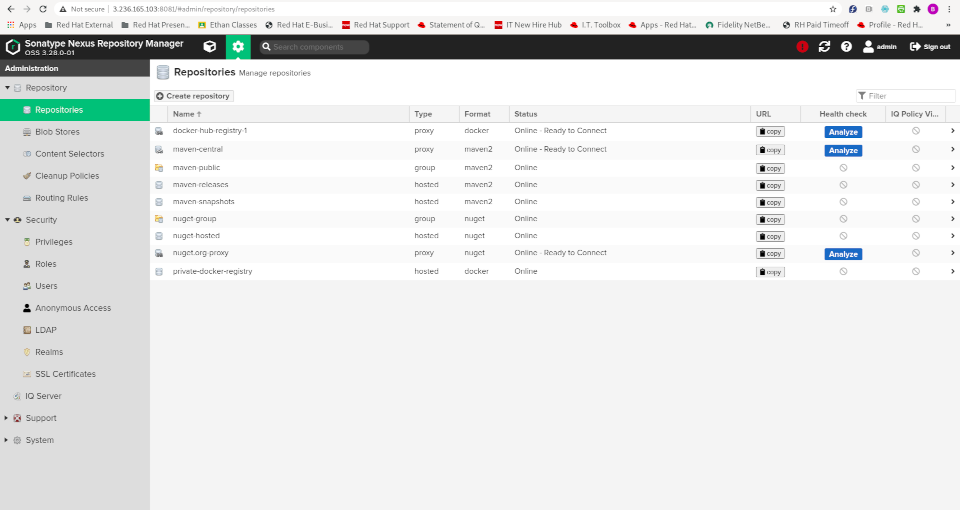 Not secure | 3.236.165.103:8081/#admin/repository/repositories
Apps Red Hat External Red Hat Presen... Ethan Classes Red Hat E-Busi... Red Hat Support Statement of Q... IT New Hire Hub I.T. Toolbox Apps - Red Hat... Fidelity NetBe... RH Paid Timeoff Profile - Red H... »
Sonatype Nexus Repository Manager
OSS 3.28.0-01
Search components
admin Sign out
Administration
Repository
Repositories
Blob Stores
Content Selectors
Cleanup Policies
Routing Rules
Security
Privileges
Roles
Users
Anonymous Access
LDAP
Realms
SSL Certificates
IQ Server
Support
System
Repositories Manage repositories
Create repository Filter
Name Type Format Status URL Health check IQ Policy Vi...
docker-hub-registry-1 proxy docker Online - Ready to Connect copy Analyze
maven-central proxy maven2 Online - Ready to Connect copy Analyze
maven-public group maven2 Online copy
maven-releases hosted maven2 Online copy
maven-snapshots hosted maven2 Online copy
nuget-group group nuget Online copy
nuget-hosted hosted nuget Online copy
nuget.org-proxy proxy nuget Online - Ready to Connect copy Analyze
private-docker-registry hosted docker Online copy